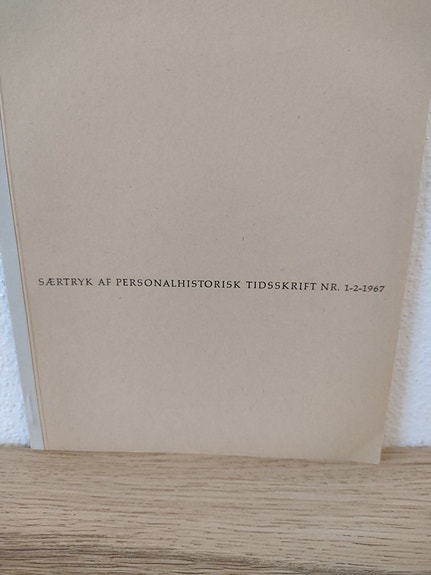 SÆRTRYK AF PERSONALHISTORISK TIDSSKRIFT NR. 1-2-1967